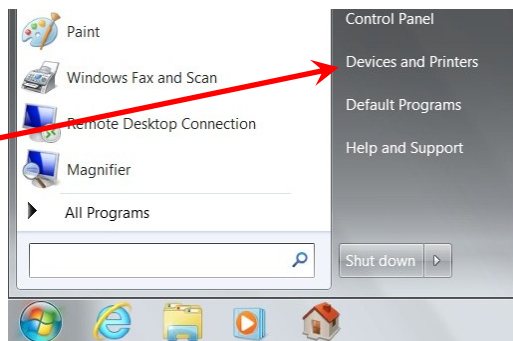 Paint
Windows Fax and Scan
Remote Desktop Connection
Magnifier
All Programs
Control Panel
Devices and Printers
Default Programs
Help and Support
Shut down